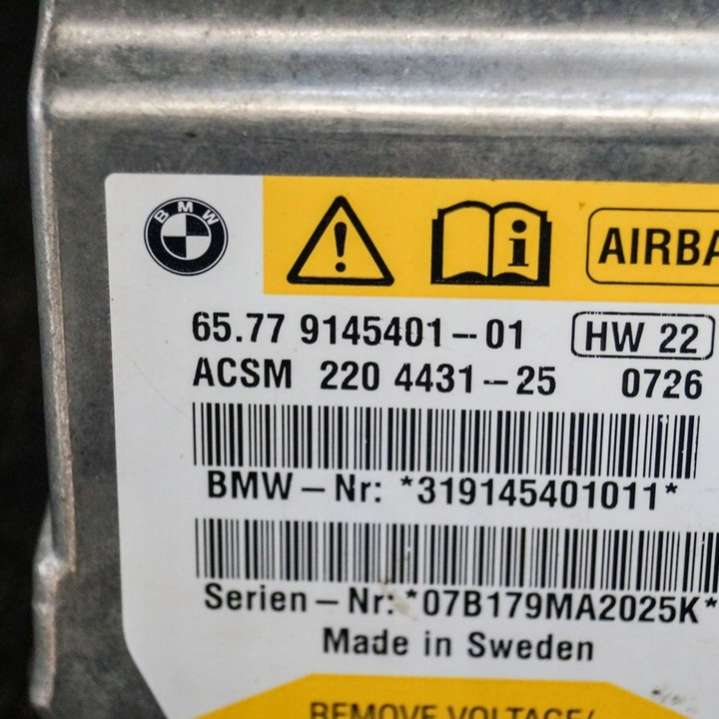 BMW
AIRBA
65.77 9145401-01 HW 22
ACSM 220 4431-25 0726
BMW-Nr: *319145401011*
Serien-Nr: *07B179MA2025K*
Made in Sweden
REMOVE VOLTAGE/